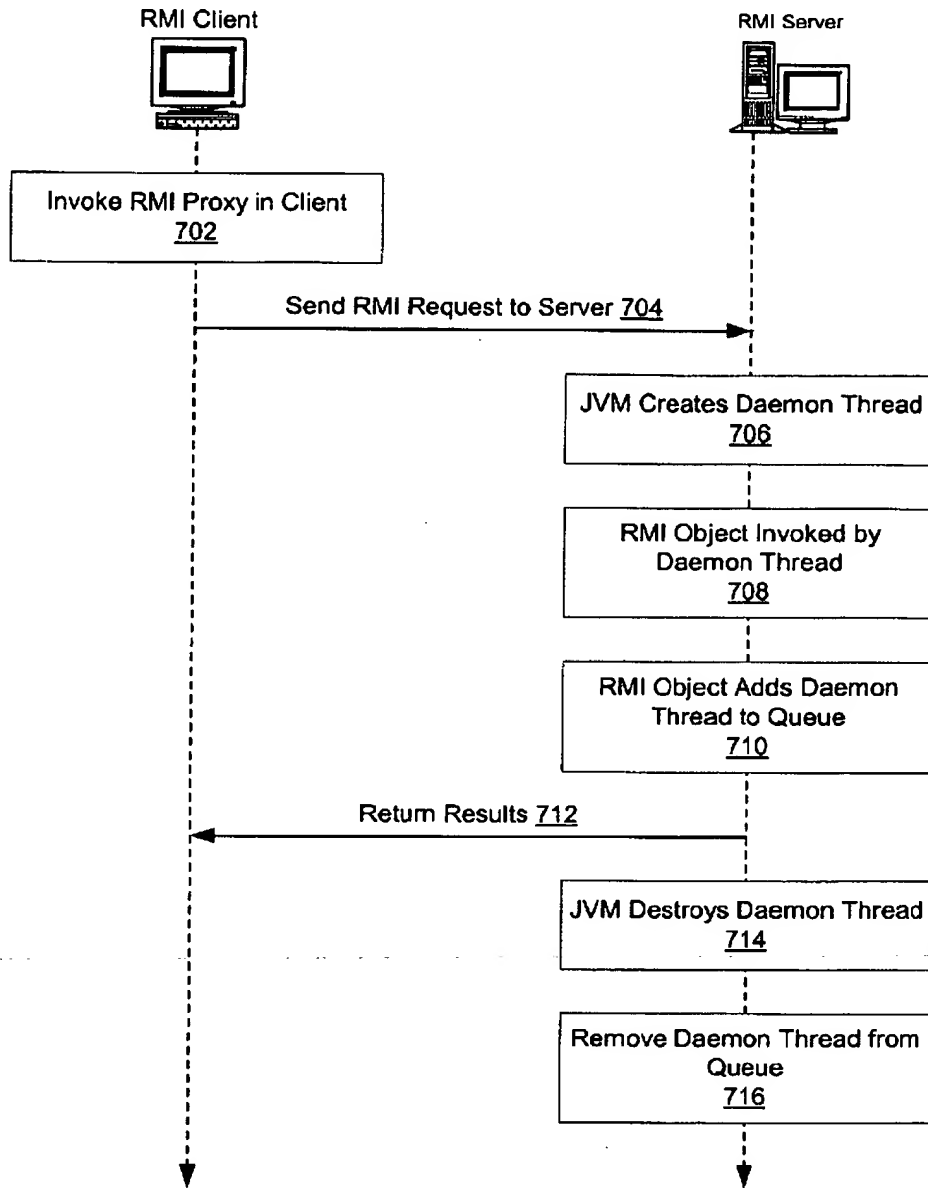 RMI Client
RMI Server
Invoke RMI Proxy in Client
702
Send RMI Request to Server 704
JVM Creates Daemon Thread
706
RMI Object Invoked by
Daemon Thread
708
RMI Object Adds Daemon
Thread to Queue
710
Return Results 712
JVM Destroys Daemon Thread
714
Remove Daemon Thread from
Queue
716